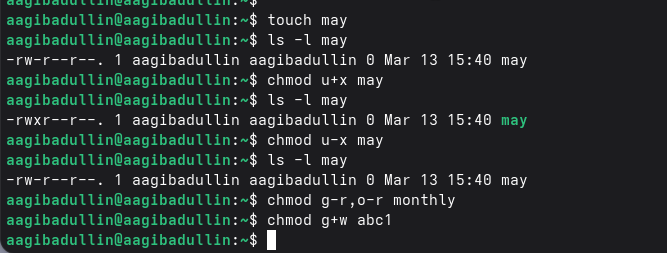 aagibadullin@aagibadullin:~$
aagibadullin@aagibadullin:~$ touch may
aagibadullin@aagibadullin:~$ ls -l may
-rw-r--r--. 1 aagibadullin aagibadullin 0 Mar 13 15:40 may
aagibadullin@aagibadullin:~$ chmod u+x may
aagibadullin@aagibadullin:~$ ls -l may
-rwxr--r--. 1 aagibadullin aagibadullin 0 Mar 13 15:40 may
aagibadullin@aagibadullin:~$ chmod u-x may
aagibadullin@aagibadullin:~$ ls -l may
-rw-r--r--. 1 aagibadullin aagibadullin 0 Mar 13 15:40 may
aagibadullin@aagibadullin:~$ chmod g-r,o-r monthly
aagibadullin@aagibadullin:~$ chmod g+w abc1
aagibadullin@aagibadullin:~$